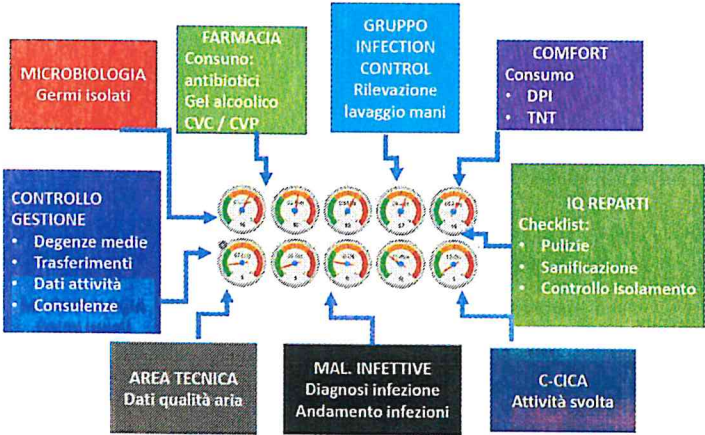 MICROBIOLOGIA
Germi isolati
FARMACIA
Consuno:
antibiotici
Gel alcoolico
CVC / CVP
GRUPPO
INFECTION
CONTROL
Rilevazione
lavaggio mani
COMFORT
Consumo
• DPI
• TNT
CONTROLLO
GESTIONE
• Degenze medie
• Trasferimenti
• Dati attività
• Consulenze
IQ REPARTI
Checklist:
• Pulizie
• Sanificazione
• Controllo Isolamento
AREA TECNICA
Dati qualità aria
MAL. INFETTIVE
Diagnosi infezione
Andamento infezioni
C-CICA
Attività svolta